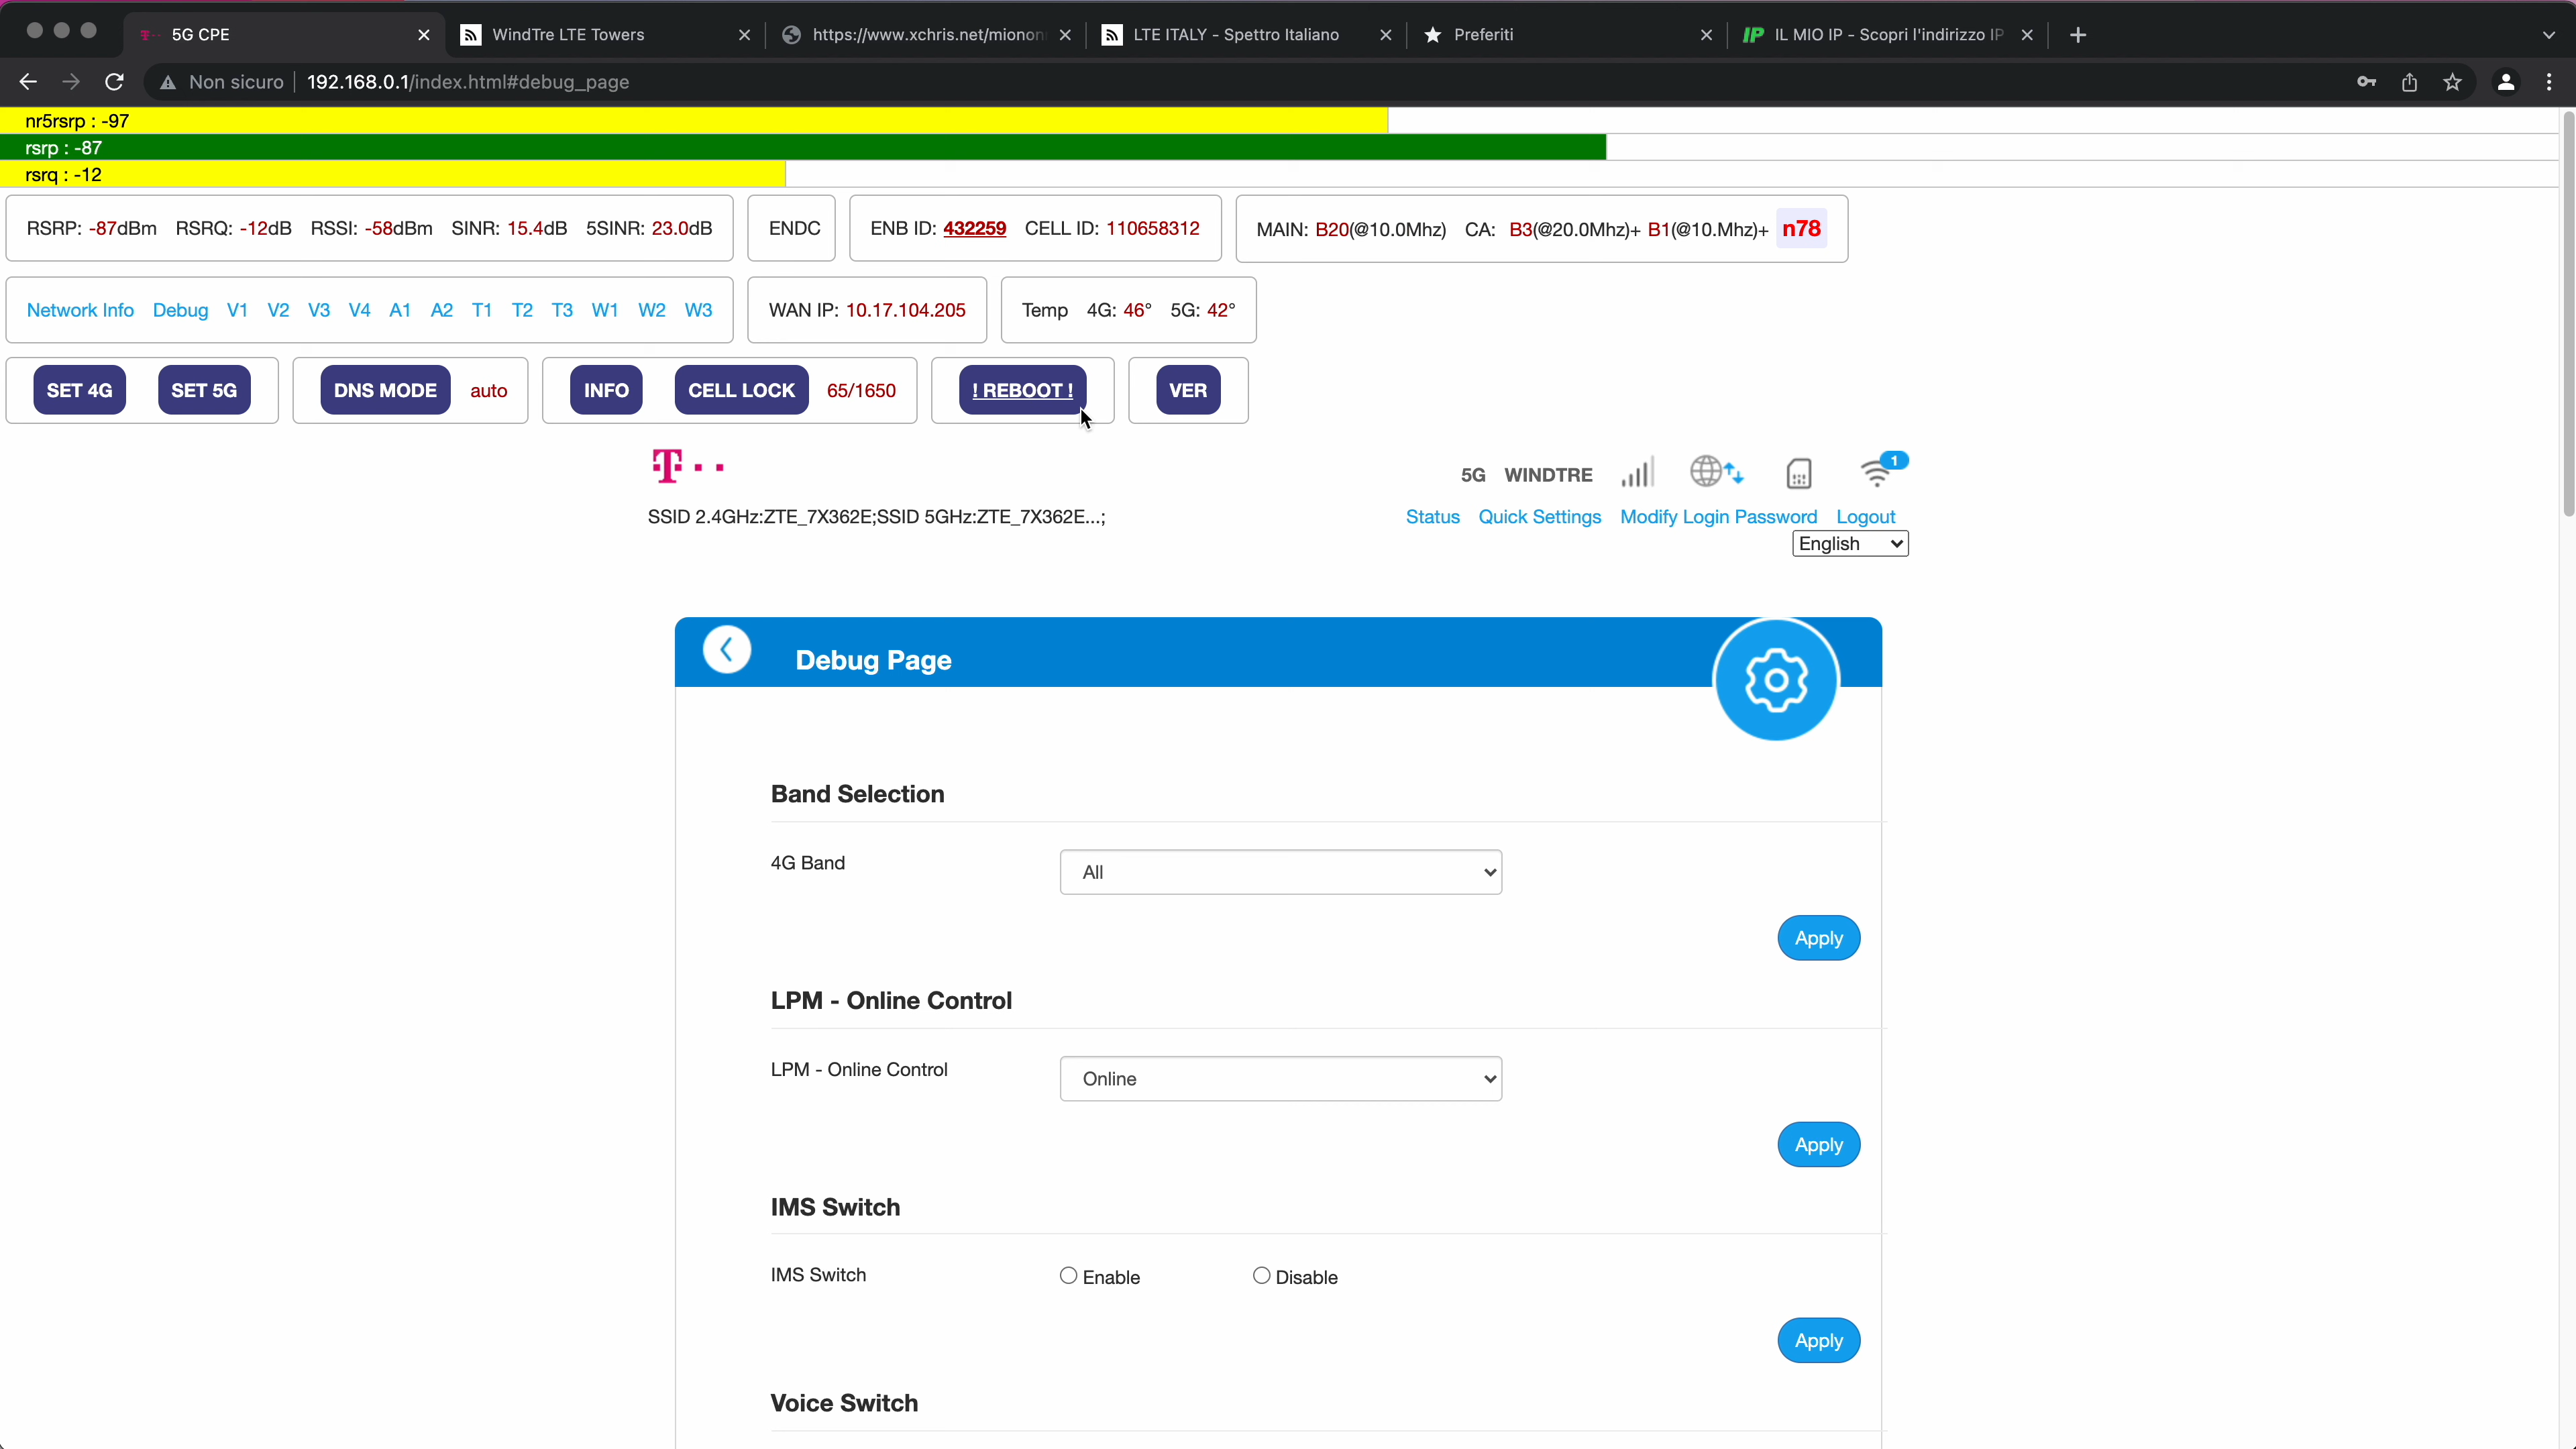 5G CPE
WindTre LTE Towers
https://www.xchris.net/miono
LTE ITALY - Spettro Italiano
Preferiti
IP IL MIO IP - Scopri l'indirizzo IP
Non sicuro 192.168.0.1/index.html#debug_page
nr5rsrp : -97
rsrp : -87
rsrq : -12
RSRP: -87dBm RSRQ: -12dB RSSI: -58dBm SINR: 15.4dB 5SINR: 23.0dB
ENDC
ENB ID: 432259 CELL ID: 110658312
MAIN: B20(@10.0Mhz) CA: B3(@20.0Mhz)+ B1(@10.Mhz)+ n78
Network Info Debug V1 V2 V3 V4 A1 A2 T1 T2 T3 W1 W2 W3
WAN IP: 10.17.104.205
Temp 4G: 46° 5G: 42°
SET 4G SET 5G
DNS MODE auto
INFO CELL LOCK 65/1650
! REBOOT !
VER
T
5G WINDTRE 1
SSID 2.4GHz:ZTE_7X362E;SSID 5GHz:ZTE_7X362E...;
Status Quick Settings Modify Login Password Logout
English
Debug Page
Band Selection
4G Band
All
Apply
LPM - Online Control
LPM - Online Control
Online
Apply
IMS Switch
IMS Switch
Enable Disable
Apply
Voice Switch